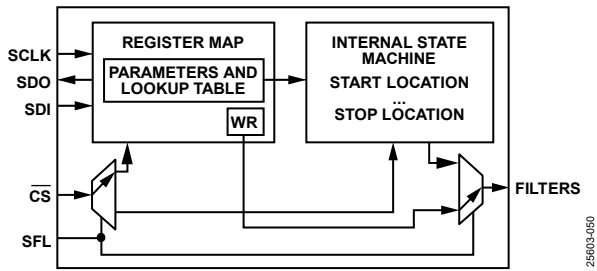 REGISTER MAP
PARAMETERS AND
LOOKUP TABLE
WR
INTERNAL STATE
MACHINE
START LOCATION
...
STOP LOCATION
SCLK
SDO
SDI
CS
SFL
FILTERS
25603-050